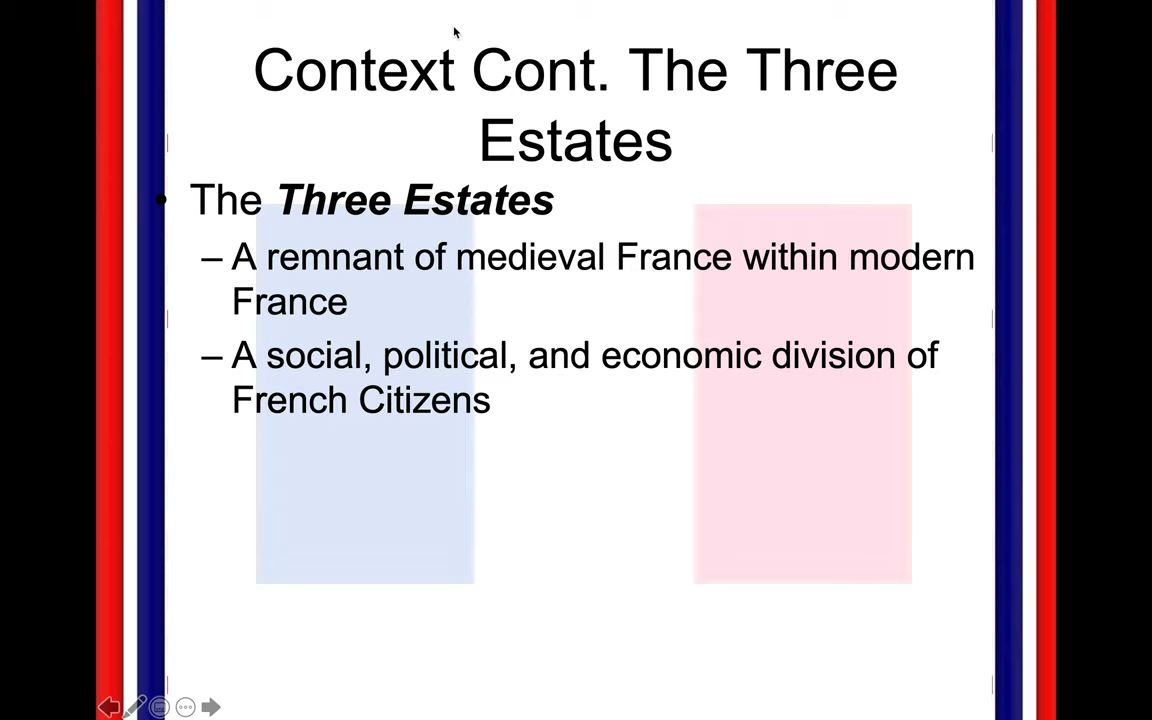 Context Cont. The Three
Estates
• The Three Estates
– A remnant of medieval France within modern
France
– A social, political, and economic division of
French Citizens